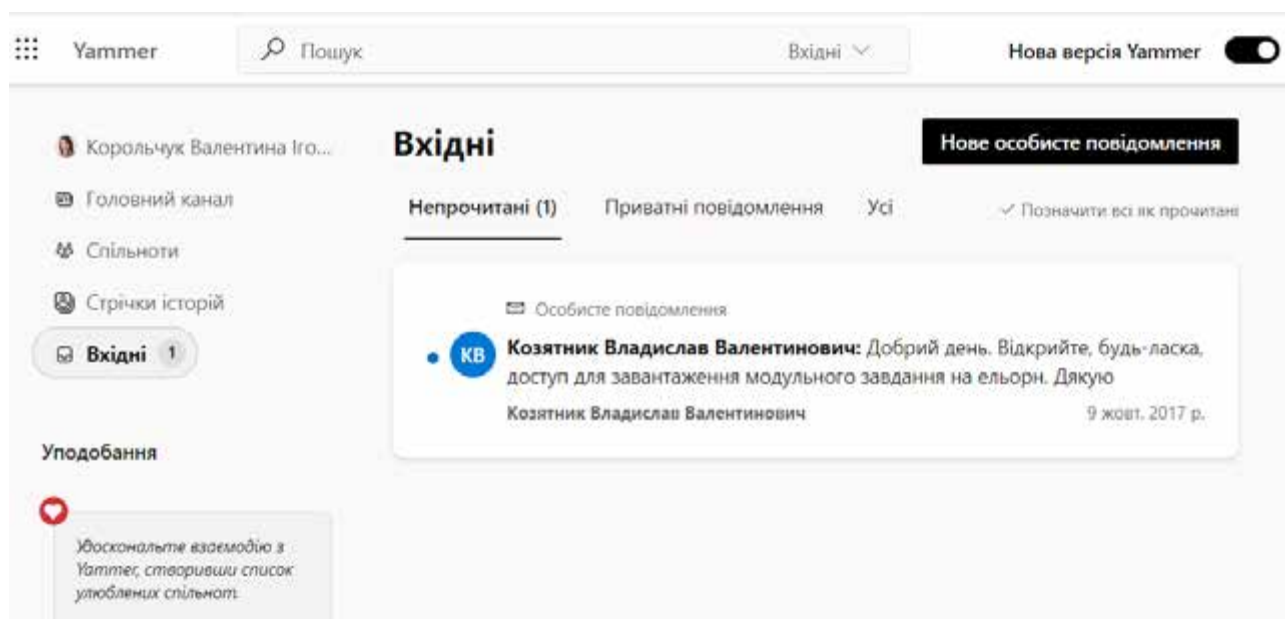 Yammer
Пошук
Вхідні
Нова версія Yammer
Корольчук Валентина Іго...
Головний канал
Спільноти
Стрічки історій
Вхідні 1
Уподобання
Удоскональте взаємодію з
Yammer, створивши список
улюблених спільнот.
Вхідні
Нове особисте повідомлення
Непрочитані (1)
Приватні повідомлення
Усі
Позначити всі як прочитані
Особисте повідомлення
КВ
Козятник Владислав Валентинович: Добрий день. Відкрийте, будь-ласка,
доступ для завантаження модульного завдання на ельорн. Дякую
Козятник Владислав Валентинович
9 жовт. 2017 р.